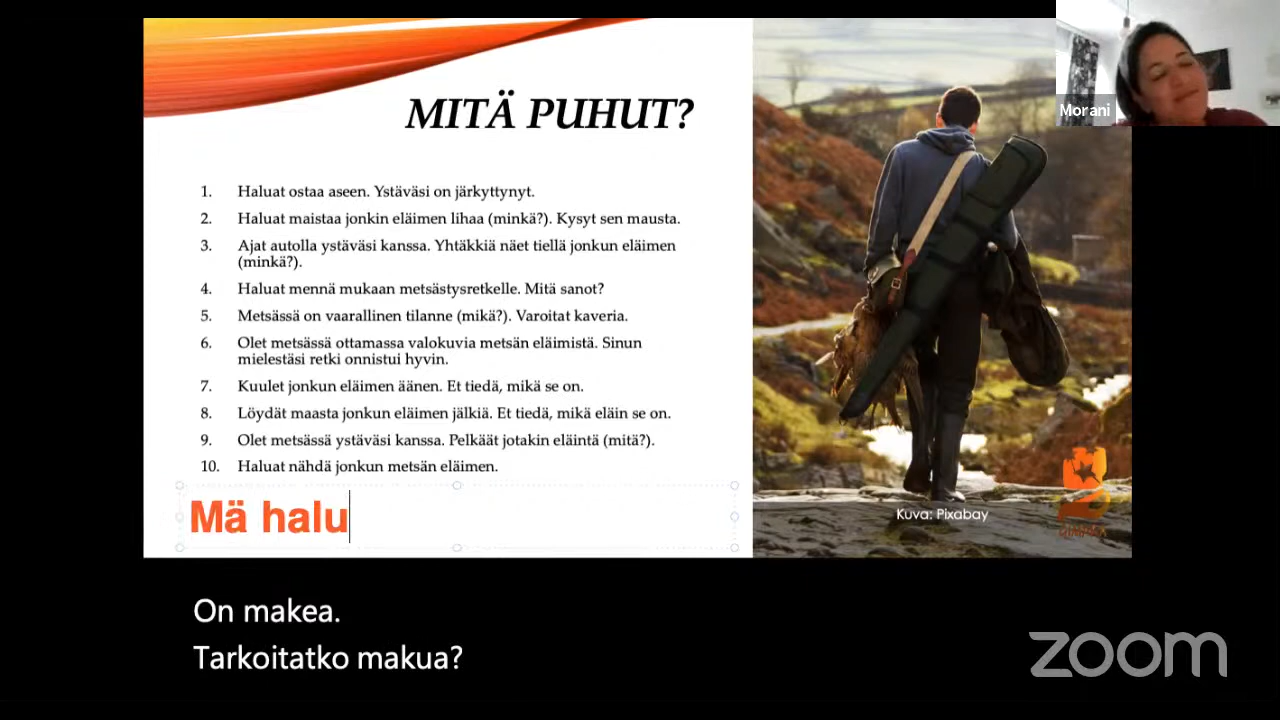 MITÄ PUHUT?
1. Haluat ostaa aseen. Ystäväsi on järkyttynyt.
2. Haluat maistaa jonkin eläimen lihaa (minkä?). Kysyt sen mausta.
3. Ajat autolla ystäväsi kanssa. Yhtäkkiä näet tiellä jonkun eläimen
(minkä?).
4. Haluat mennä mukaan metsästysretkelle. Mitä sanot?
5. Metsässä on vaarallinen tilanne (mikä?). Varoitat kaveria.
6. Olet metsässä ottamassa valokuvia metsän eläimistä. Sinun
mielestäsi retki onnistui hyvin.
7. Kuulet jonkun eläimen äänen. Et tiedä, mikä se on.
8. Löydät maasta jonkun eläimen jälkiä. Et tiedä, mikä eläin se on.
9. Olet metsässä ystäväsi kanssa. Pelkäät jotakin eläintä (mitä?).
10. Haluat nähdä jonkun metsän eläimen.
Mä halu
Kuva: Pixabay
Morani
On makea.
Tarkoitatko makua?
zoom